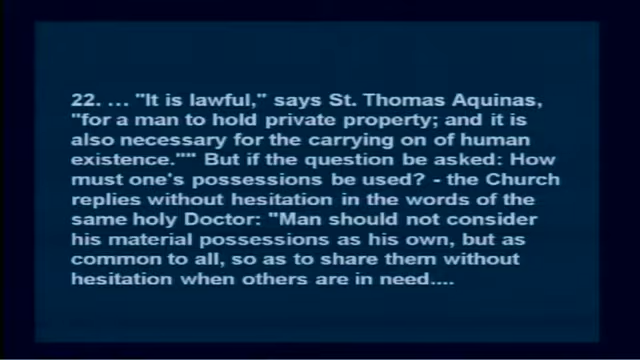 22. ... "It is lawful," says St. Thomas Aquinas,
"for a man to hold private property; and it is
also necessary for the carrying on of human
existence."" But if the question be asked: How
must one's possessions be used? - the Church
replies without hesitation in the words of the
same holy Doctor: "Man should not consider
his material possessions as his own, but as
common to all, so as to share them without
hesitation when others are in need....